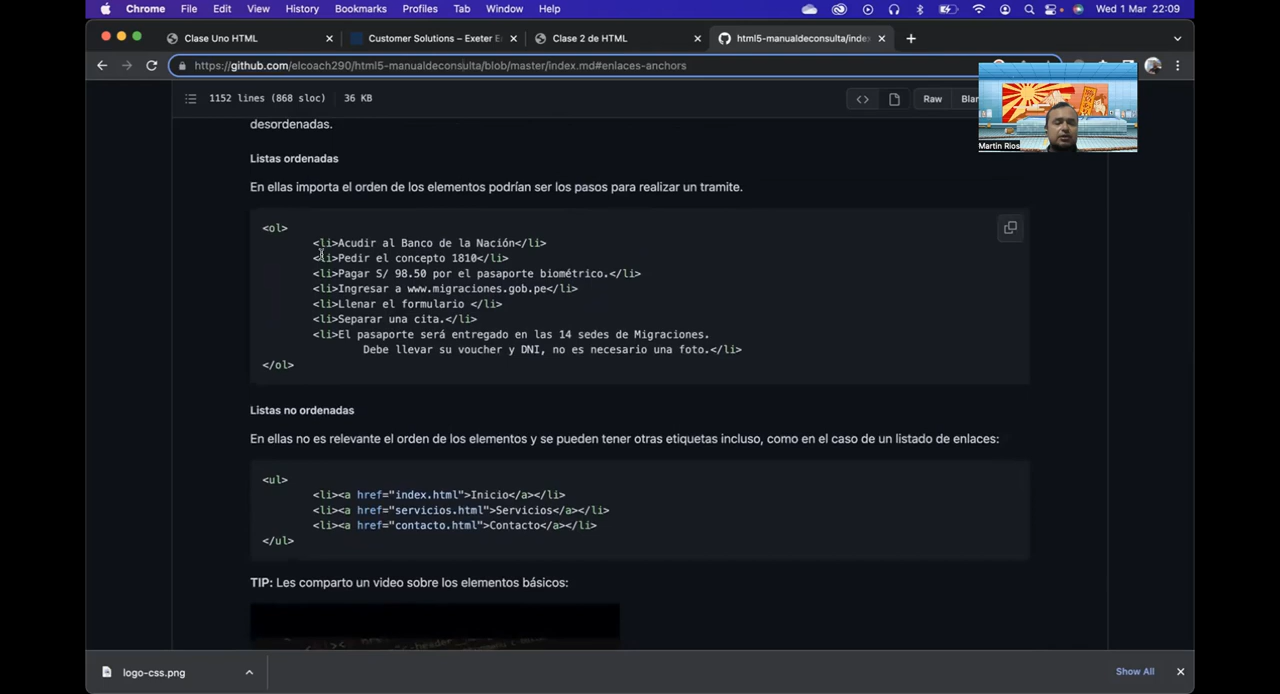 Chrome File Edit View History Bookmarks Profiles Tab Window Help Wed 1 Mar 22:09
Clase Uno HTML Customer Solutions – Exeter E Clase 2 de HTML html5-manualdeconsulta/index
https://github.com/elcoach290/html5-manualdeconsulta/blob/master/index.md#enlaces-anchors
1152 lines (868 sloc) 36 KB Raw Bla
Martin Rios
desordenadas.
Listas ordenadas
En ellas importa el orden de los elementos podrían ser los pasos para realizar un tramite.
<ol>
<li>Acudir al Banco de la Nación</li>
<li>Pedir el concepto 1810</li>
<li>Pagar S/ 98.50 por el pasaporte biométrico.</li>
<li>Ingresar a www.migraciones.gob.pe</li>
<li>Llenar el formulario </li>
<li>Separar una cita.</li>
<li>El pasaporte será entregado en las 14 sedes de Migraciones.
Debe llevar su voucher y DNI, no es necesario una foto.</li>
</ol>
Listas no ordenadas
En ellas no es relevante el orden de los elementos y se pueden tener otras etiquetas incluso, como en el caso de un listado de enlaces:
<ul>
<li><a href="index.html">Inicio</a></li>
<li><a href="servicios.html">Servicios</a></li>
<li><a href="contacto.html">Contacto</a></li>
</ul>
TIP: Les comparto un video sobre los elementos básicos:
logo-css.png Show All